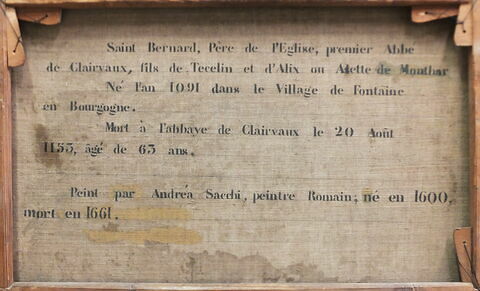 Saint Bernard, Père de l'Eglise, premier Abbé
de Clairvaux, fils de Tecelin et d'Alix ou Alette de Montbar
Né l'an 1091 dans le Village de Fontaine
en Bourgogne.
Mort à l'abbaye de Clairvaux le 20 Août
1153, âgé de 63 ans.
Peint par Andréa Sacchi, peintre Romain; né en 1600,
mort en 1661.